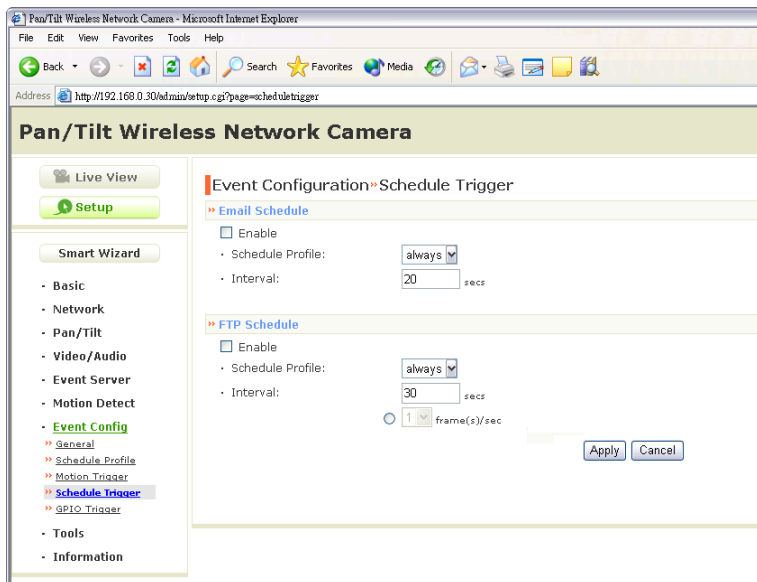 Pan/Tilt Wireless Network Camera - Microsoft Internet Explorer
File Edit View Favorites Tools Help
Back Search Favorites Media
Address http://192.168.0.30/admin/setup.cgi?page=scheduletrigger
Pan/Tilt Wireless Network Camera
Live View
Setup
Smart Wizard
· Basic
· Network
· Pan/Tilt
· Video/Audio
· Event Server
· Motion Detect
· Event Config
» General
» Schedule Profile
» Motion Trigger
» Schedule Trigger
» GPIO Trigger
· Tools
· Information
Event Configuration»Schedule Trigger
» Email Schedule
Enable
· Schedule Profile: always
· Interval: 20 secs
» FTP Schedule
Enable
· Schedule Profile: always
· Interval: 30 secs
1 frame(s)/sec
Apply Cancel